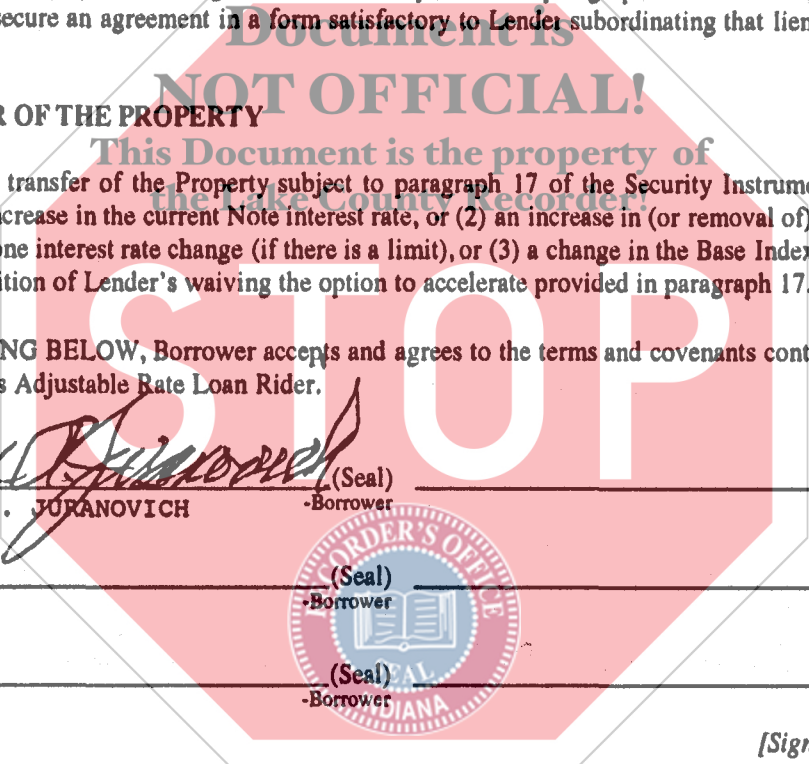 secure an agreement in a form satisfactory to Lender subordinating that lien
Document is
NOT OFFICIAL!
R OF THE PROPERTY
This Document is the property of
transfer of the Property subject to paragraph 17 of the Security Instrume
the Lake County Recorder!
crease in the current Note interest rate, or (2) an increase in (or removal of)
one interest rate change (if there is a limit), or (3) a change in the Base Index
ition of Lender's waiving the option to accelerate provided in paragraph 17.
STOP
NG BELOW, Borrower accepts and agrees to the terms and covenants cont
s Adjustable Rate Loan Rider.
(Seal)
. JURANOVICH -Borrower
RECORDER'S OFFICE
(Seal)
-Borrower
SEAL
(Seal)
INDIANA
-Borrower
[Sign